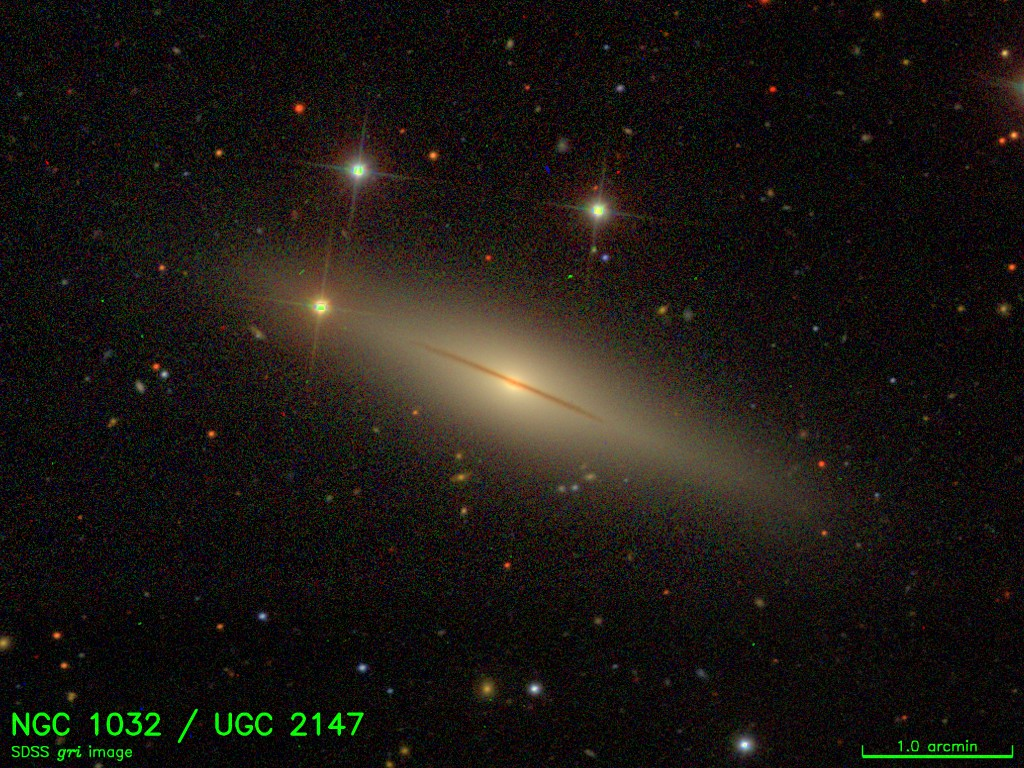 NGC 1032 / UGC 2147
SDSS gri image
1.0 arcmin